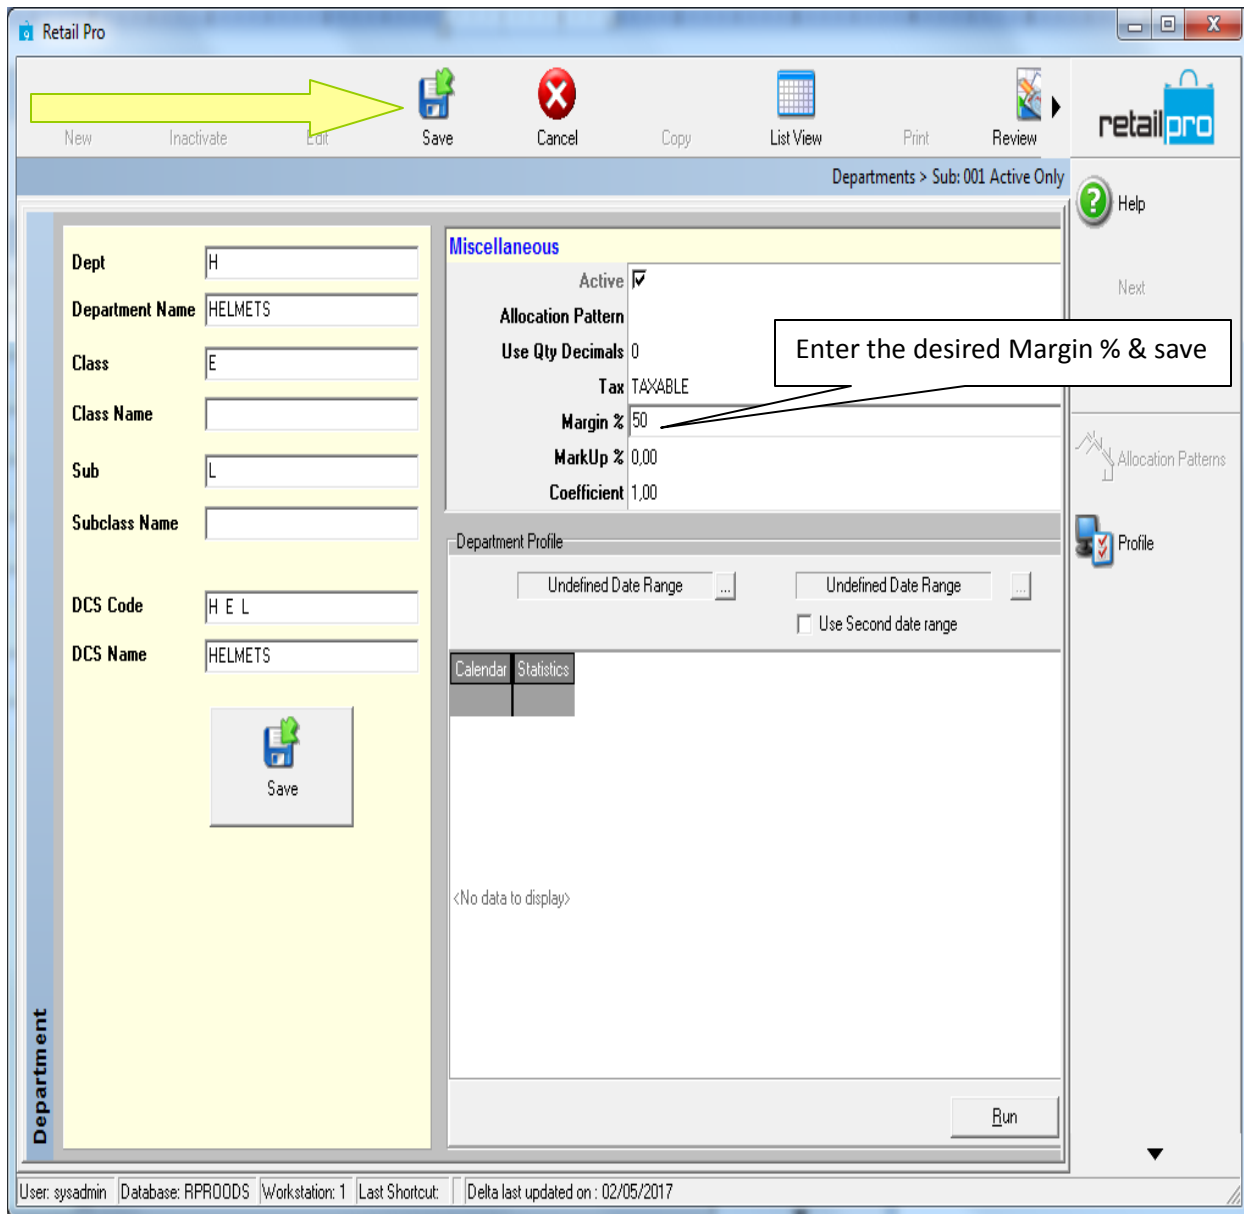 Retail Pro
New Inactivate Edit Save Cancel Copy List View Print Review
retailpro
Departments > Sub: 001 Active Only
Help
Next
Allocation Patterns
Profile
Dept H
Department Name HELMETS
Class E
Class Name
Sub L
Subclass Name
DCS Code H E L
DCS Name HELMETS
Save
Department
Miscellaneous
Active
Allocation Pattern
Use Qty Decimals 0
Tax TAXABLE
Margin % 50
MarkUp % 0,00
Coefficient 1,00
Enter the desired Margin % & save
Department Profile
Undefined Date Range ... Undefined Date Range ...
Use Second date range
Calendar Statistics
<No data to display>
Run
User: sysadmin Database: RPROODS Workstation: 1 Last Shortcut: Delta last updated on : 02/05/2017